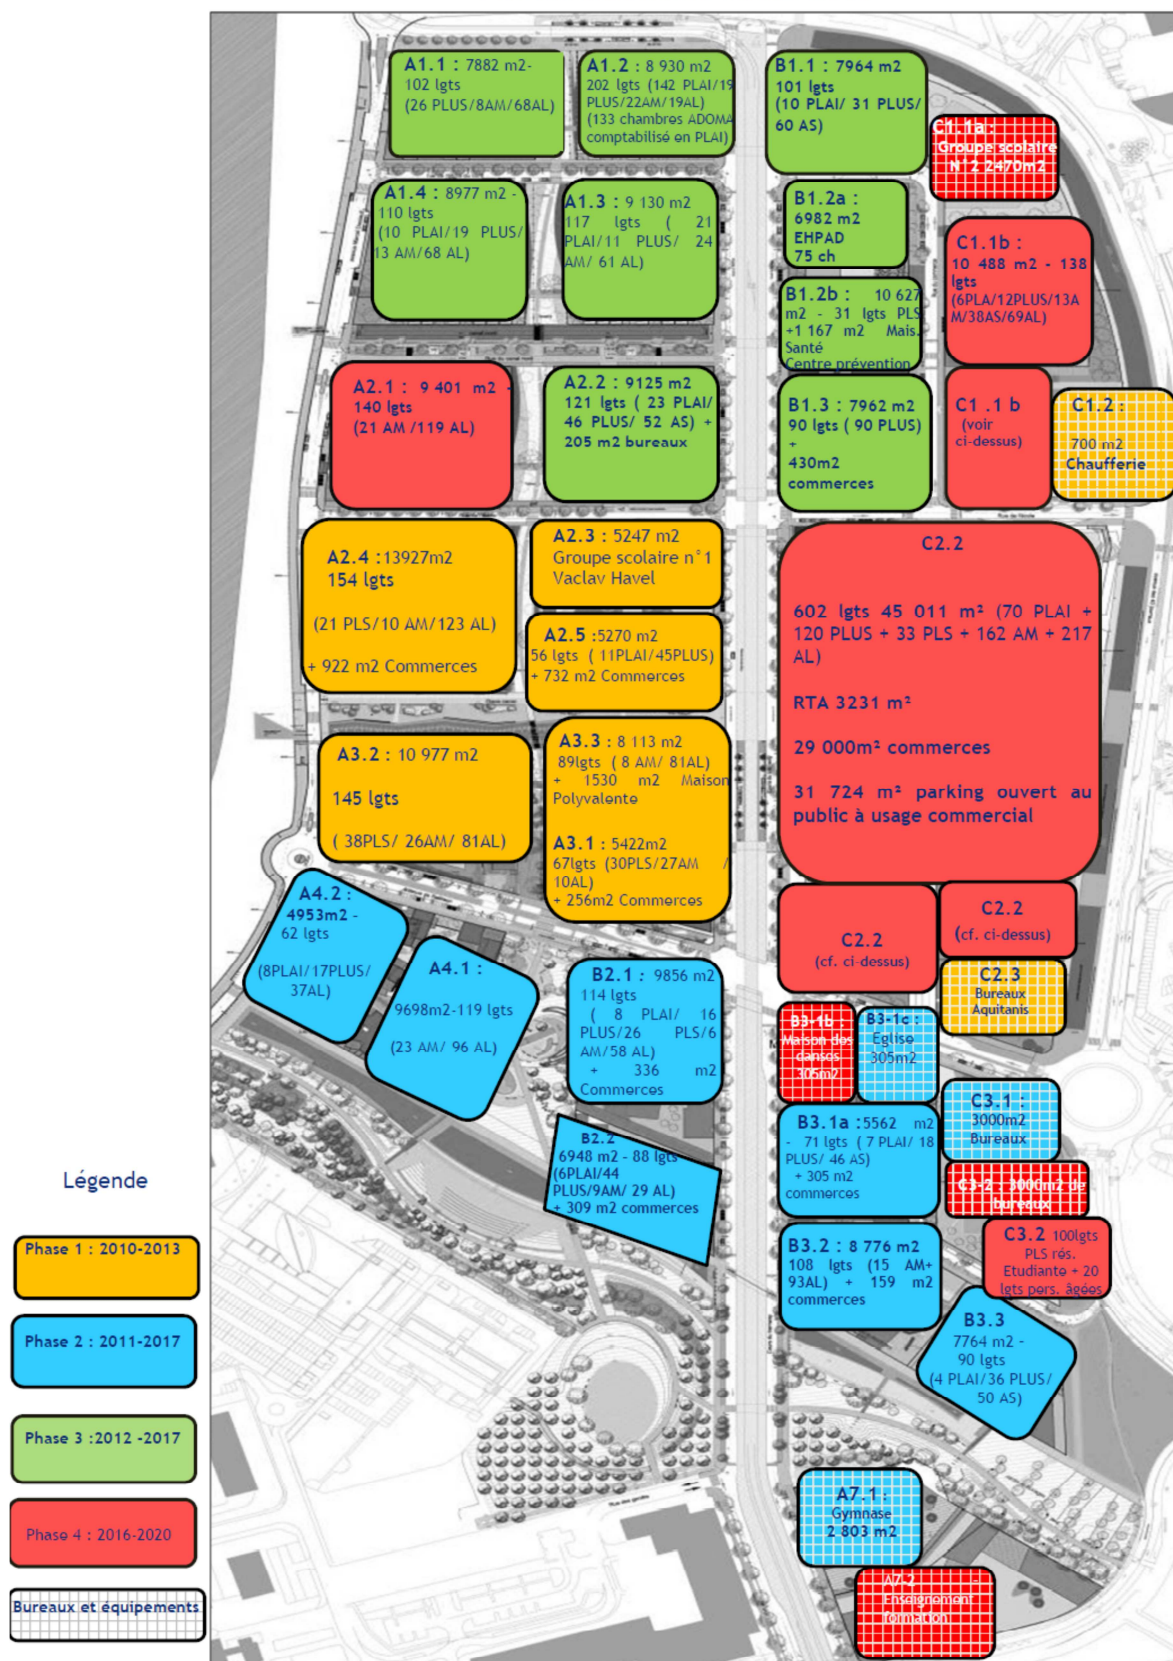 A1.1 : 7882 m2-
102 lgts
(26 PLUS/8AM/68AL)
A1.2 : 8 930 m2
202 lgts (142 PLAI/19
PLUS/22AM/19AL)
(133 chambres ADOMA
comptabilisé en PLAI)
B1.1 : 7964 m2
101 lgts
(10 PLAI/ 31 PLUS/
60 AS)
C1.1a :
Groupe scolaire
N°2 2470m2
A1.4 : 8977 m2 -
110 lgts
(10 PLAI/19 PLUS/
13 AM/68 AL)
A1.3 : 9 130 m2
117 lgts ( 21
PLAI/11 PLUS/ 24
AM/ 61 AL)
B1.2a :
6982 m2
EHPAD
75 ch
C1.1b :
10 488 m2 - 138
lgts
(6PLA/12PLUS/13A
M/38AS/69AL)
B1.2b : 10 627
m2 - 31 lgts PLS
+1 167 m2 Mais.
Santé
Centre prévention
A2.1 : 9 401 m2 -
140 lgts
(21 AM /119 AL)
A2.2 : 9125 m2
121 lgts ( 23 PLAI/
46 PLUS/ 52 AS) +
205 m2 bureaux
B1.3 : 7962 m2
90 lgts ( 90 PLUS)
+
430m2
commerces
C1 .1 b
(voir
ci-dessus)
C1.2 :
700 m2
Chaufferie
A2.4 :13927m2
154 lgts
(21 PLS/10 AM/123 AL)
+ 922 m2 Commerces
A2.3 : 5247 m2
Groupe scolaire n°1
Vaclav Havel
A2.5 :5270 m2
56 lgts ( 11PLAI/45PLUS)
+ 732 m2 Commerces
C2.2
602 lgts 45 011 m² (70 PLAI +
120 PLUS + 33 PLS + 162 AM + 217
AL)
RTA 3231 m²
29 000m² commerces
31 724 m² parking ouvert au
public à usage commercial
A3.2 : 10 977 m2
145 lgts
( 38PLS/ 26AM/ 81AL)
A3.3 : 8 113 m2
89lgts ( 8 AM/ 81AL)
+ 1530 m2 Maison
Polyvalente
A3.1 : 5422m2
67lgts (30PLS/27AM /
10AL)
+ 256m2 Commerces
A4.2 :
4953m2 -
62 lgts
(8PLAI/17PLUS/
37AL)
A4.1 :
9698m2-119 lgts
(23 AM/ 96 AL)
B2.1 : 9856 m2
114 lgts
( 8 PLAI/ 16
PLUS/26 PLS/6
AM/58 AL)
+ 336 m2
Commerces
C2.2
(cf. ci-dessus)
C2.2
(cf. ci-dessus)
C2.3
Bureaux
Aquitanis
B3-1b :
Maison des
danses
305m2
B3-1c :
Eglise
305m2
C3.1 :
3000m2
Bureaux
B3.1a :5562 m2
- 71 lgts ( 7 PLAI/ 18
PLUS/ 46 AS)
+ 305 m2
commerces
B2.2
6948 m2 - 88 lgts
(6PLAI/44
PLUS/9AM/ 29 AL)
+ 309 m2 commerces
C3-2 : 3000m2 de
bureaux
C3.2 100lgts
PLS rés.
Etudiante + 20
lgts pers. âgées
B3.2 : 8 776 m2
108 lgts (15 AM+
93AL) + 159 m2
commerces
B3.3
7764 m2 -
90 lgts
(4 PLAI/36 PLUS/
50 AS)
A7.1 :
Gymnase
2 803 m2
A7-2 -
Enseignement
formation
Légende
Phase 1 : 2010-2013
Phase 2 : 2011-2017
Phase 3 :2012 -2017
Phase 4 : 2016-2020
Bureaux et équipements